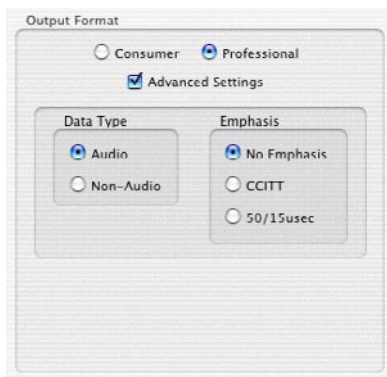 Output Format
Consumer Professional
Advanced Settings
Data Type Emphasis
Audio No Emphasis
Non-Audio CCITT
50/15usec